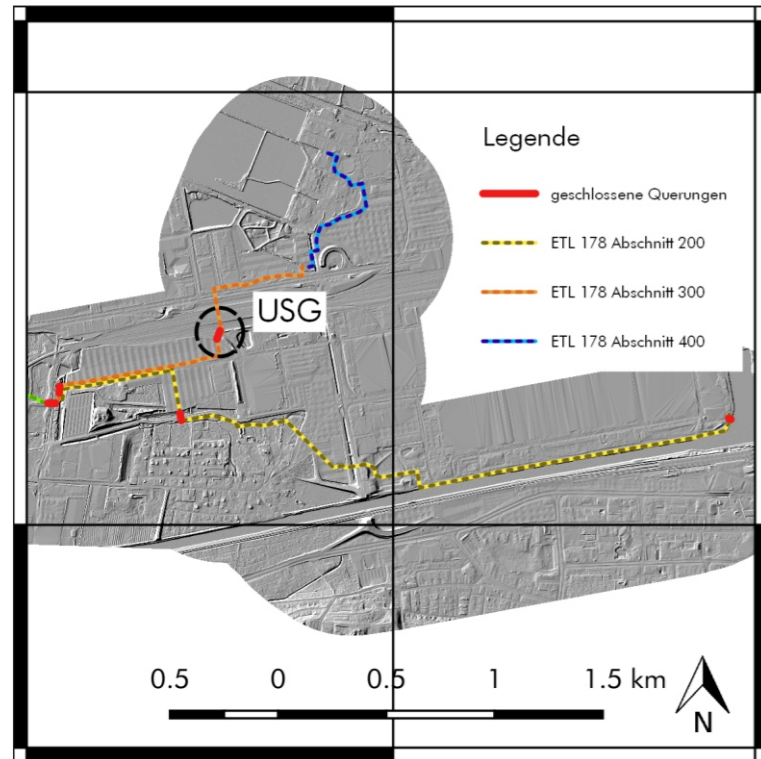 Legende
geschlossene Querungen
ETL 178 Abschnitt 200
ETL 178 Abschnitt 300
ETL 178 Abschnitt 400
USG
0.5 0 0.5 1 1.5 km
N